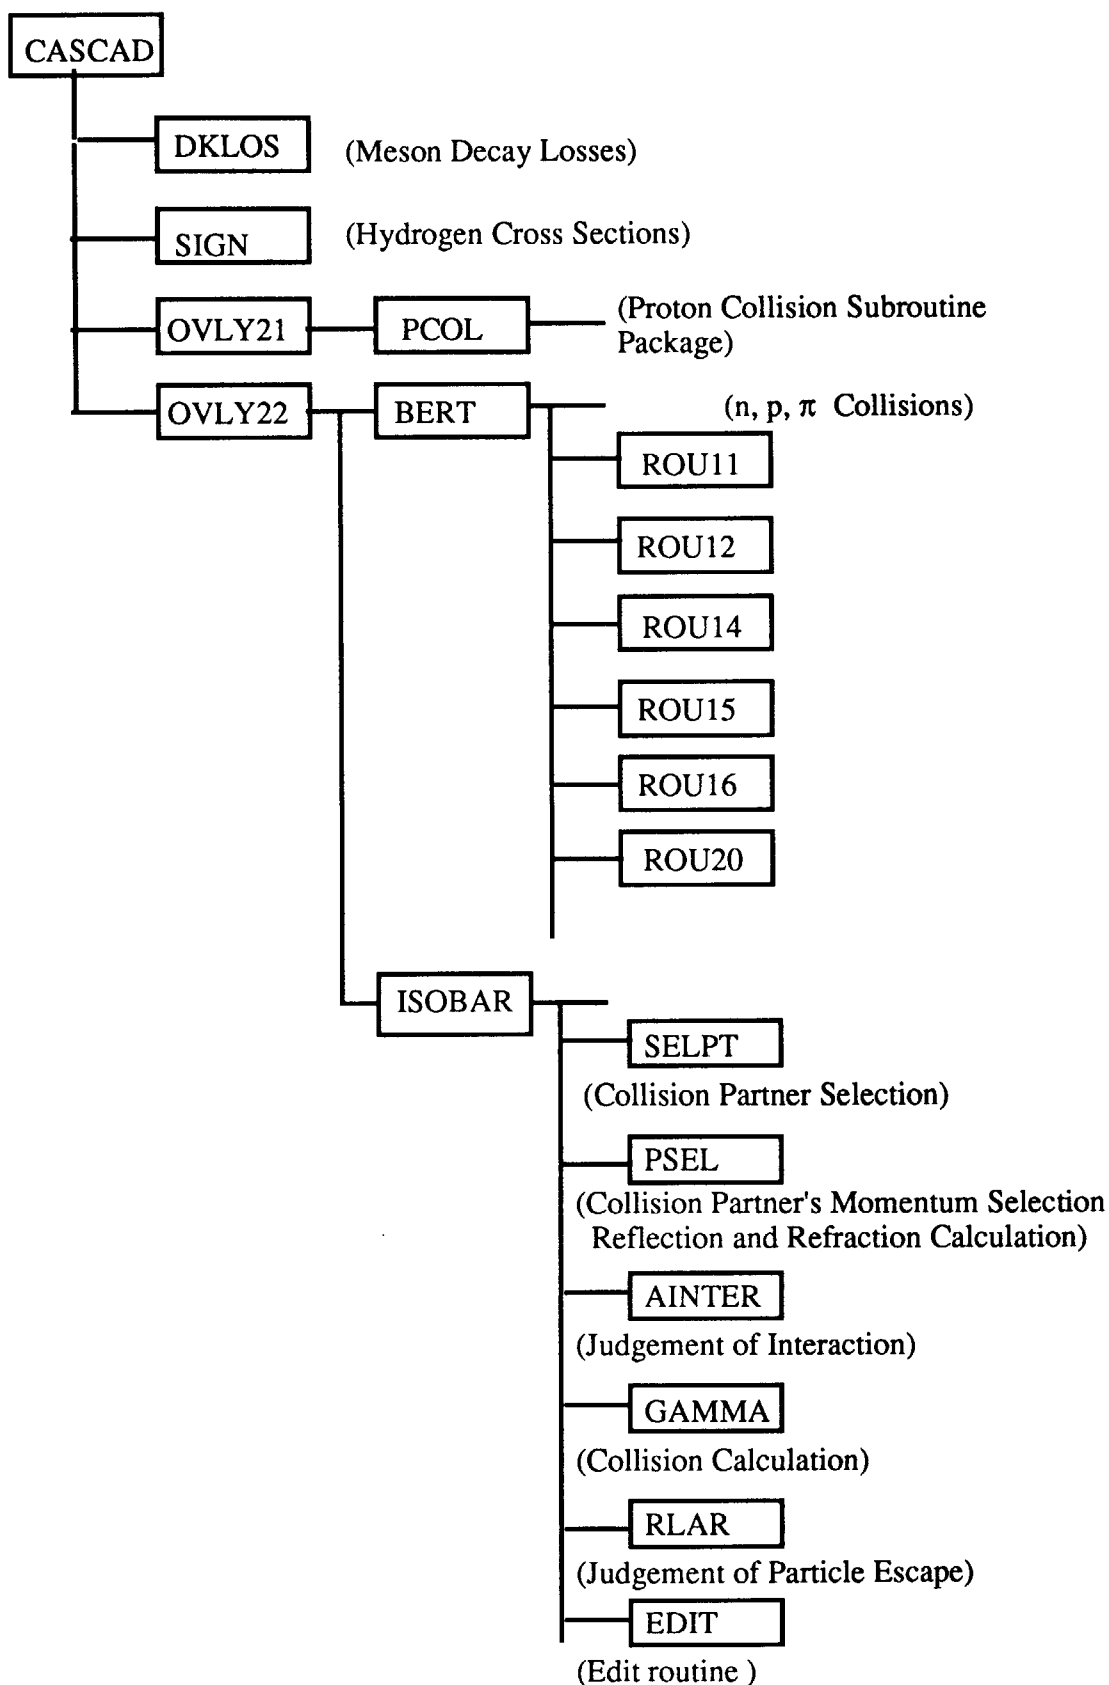 CASCAD
DKLOS
(Meson Decay Losses)
SIGN
(Hydrogen Cross Sections)
OVLY21
PCOL
(Proton Collision Subroutine
Package)
OVLY22
BERT
(n, p, π Collisions)
ROU11
ROU12
ROU14
ROU15
ROU16
ROU20
ISOBAR
SELPT
(Collision Partner Selection)
PSEL
(Collision Partner's Momentum Selection
Reflection and Refraction Calculation)
AINTER
(Judgement of Interaction)
GAMMA
(Collision Calculation)
RLAR
(Judgement of Particle Escape)
EDIT
(Edit routine )